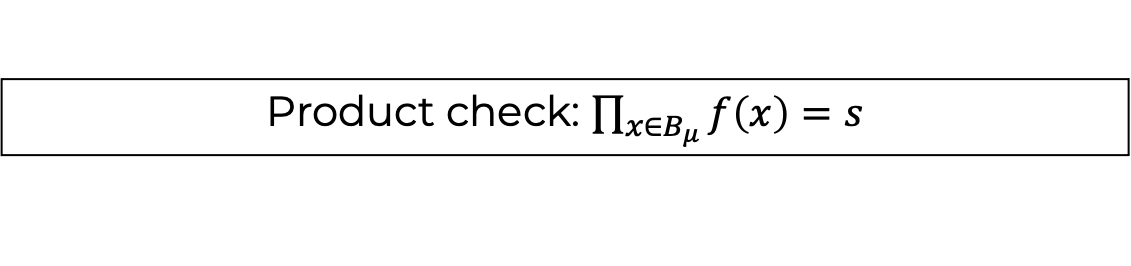 Product check: ∏_{x∈B_μ} f(x) = s